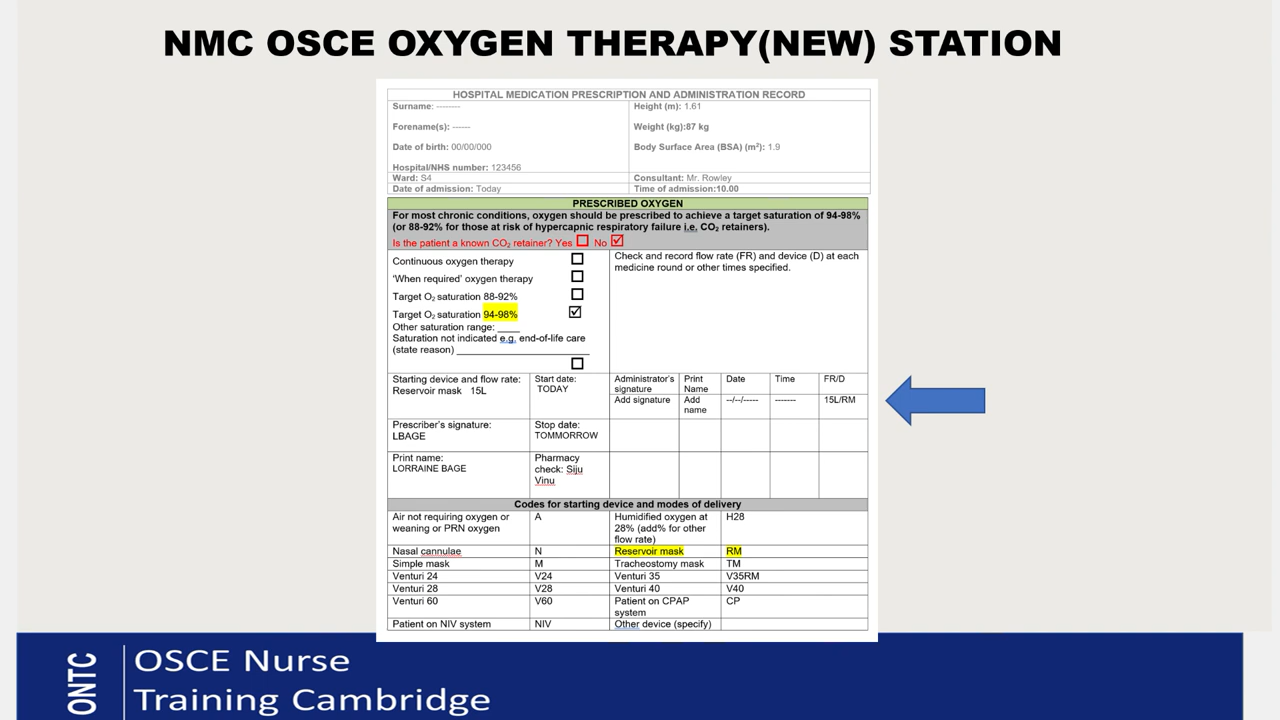 NMC OSCE OXYGEN THERAPY(NEW) STATION
HOSPITAL MEDICATION PRESCRIPTION AND ADMINISTRATION RECORD
Surname: --------
Height (m): 1.61
Forename(s): ------
Weight (kg):87 kg
Date of birth: 00/00/000
Body Surface Area (BSA) (m²): 1.9
Hospital/NHS number: 123456
Ward: S4
Consultant: Mr. Rowley
Date of admission: Today
Time of admission:10.00
PRESCRIBED OXYGEN
For most chronic conditions, oxygen should be prescribed to achieve a target saturation of 94-98%
(or 88-92% for those at risk of hypercapnic respiratory failure i.e. CO₂ retainers).
Is the patient a known CO₂ retainer? Yes ☐ No ☑
Continuous oxygen therapy ☐
'When required' oxygen therapy ☐
Target O₂ saturation 88-92% ☐
Target O₂ saturation 94-98% ☑
Other saturation range: ____
Saturation not indicated e.g. end-of-life care
(state reason) ________________________
☐
Check and record flow rate (FR) and device (D) at each
medicine round or other times specified.
Starting device and flow rate:
Reservoir mask 15L
Start date:
TODAY
Administrator's
signature
Print
Name
Date
Time
FR/D
Add signature
Add
name
--/--/-----
-------
15L/RM
Prescriber's signature:
LBAGE
Stop date:
TOMMORROW
Print name:
LORRAINE BAGE
Pharmacy
check: Siju
Vinu
Codes for starting device and modes of delivery
Air not requiring oxygen or
weaning or PRN oxygen
A
Humidified oxygen at
28% (add% for other
flow rate)
H28
Nasal cannulae
N
Reservoir mask
RM
Simple mask
M
Tracheostomy mask
TM
Venturi 24
V24
Venturi 35
V35RM
Venturi 28
V28
Venturi 40
V40
Venturi 60
V60
Patient on CPAP
system
CP
Patient on NIV system
NIV
Other device (specify)
ONTC
OSCE Nurse
Training Cambridge